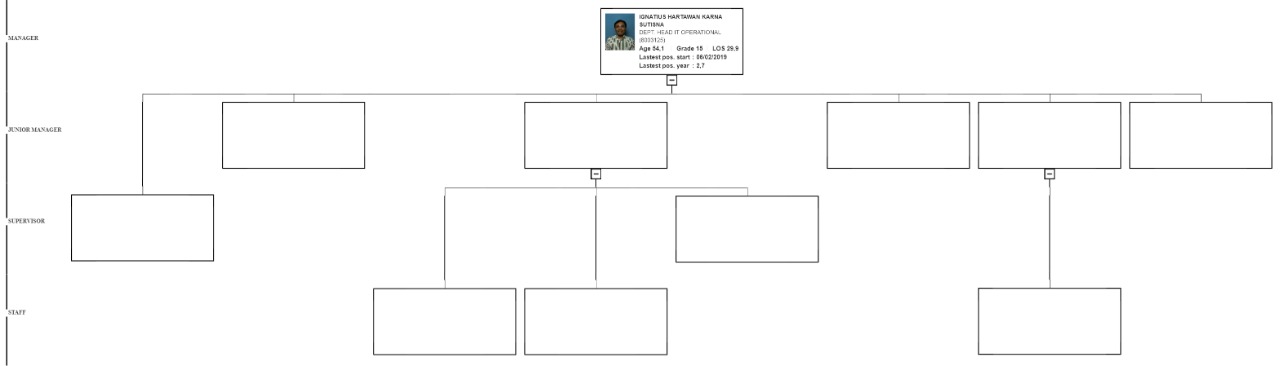 MANAGER
IGNATIUS HARTAWAN KARNA
SUTISNA
DEPT. HEAD IT OPERATIONAL
(8003125)
Age 54,1 Grade 15 LOS 29,9
Lastest pos. start : 06/02/2019
Lastest pos. year : 2,7
JUNIOR MANAGER
SUPERVISOR
STAFF